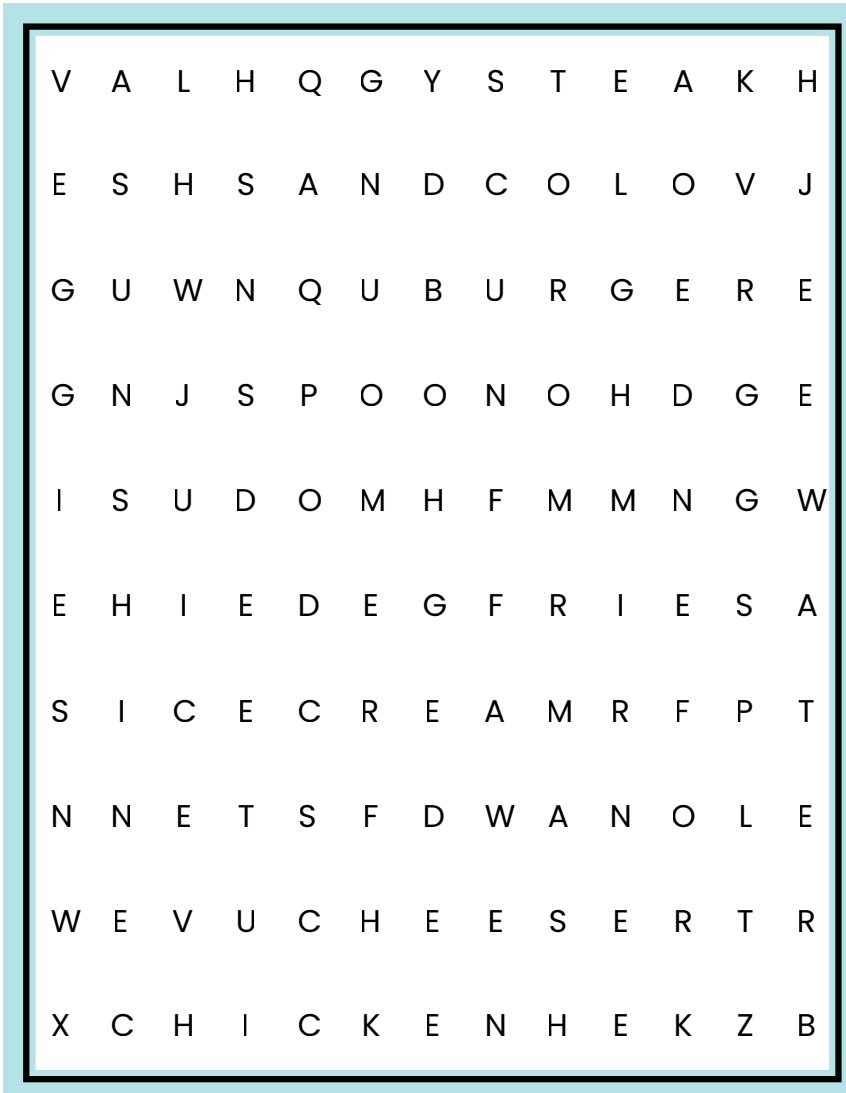 V A L H Q G Y S T E A K H
E S H S A N D C O L O V J
G U W N Q U B U R G E R E
G N J S P O O N O H D G E
I S U D O M H F M M N G W
E H I E D E G F R I E S A
S I C E C R E A M R F P T
N N E T S F D W A N O L E
W E V U C H E E S E R T R
X C H I C K E N H E K Z B